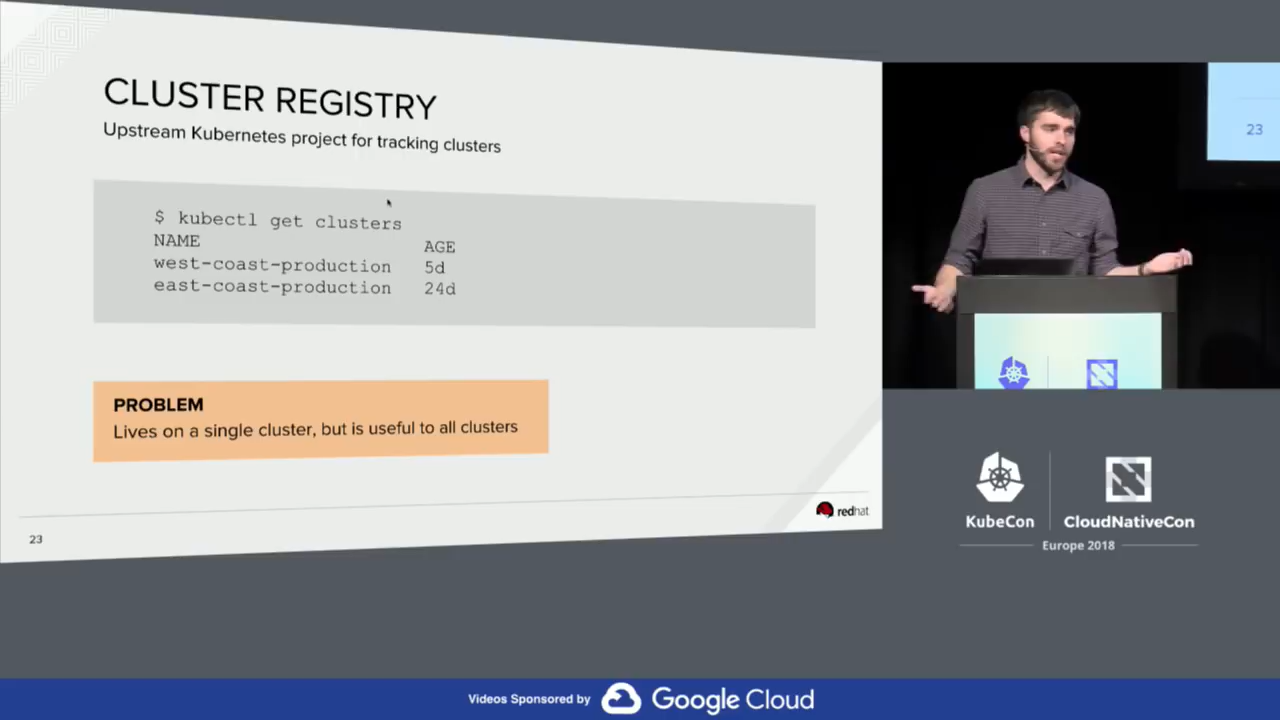 CLUSTER REGISTRY
Upstream Kubernetes project for tracking clusters
$ kubectl get clusters
NAME AGE
west-coast-production 5d
east-coast-production 24d
PROBLEM
Lives on a single cluster, but is useful to all clusters
redhat
23
23
KubeCon
CloudNativeCon
Europe 2018
Videos Sponsored by Google Cloud